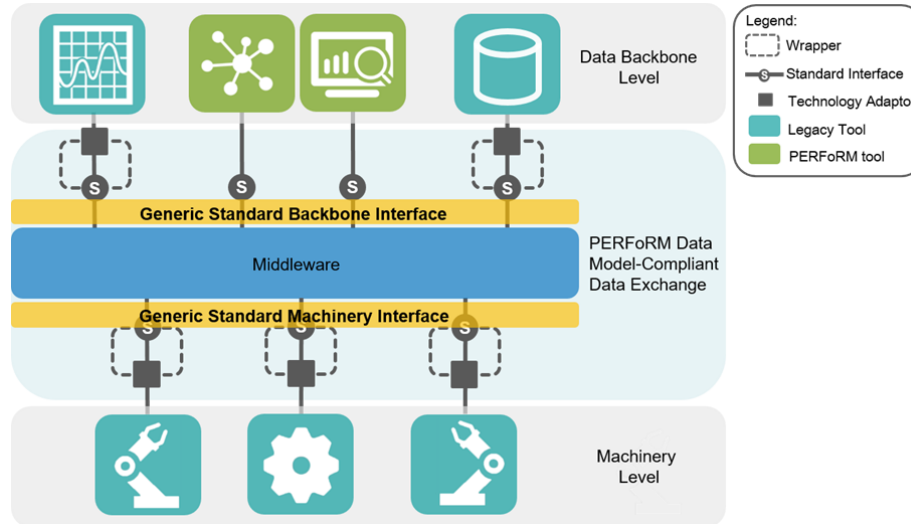 Data Backbone
Level
Legend:
Wrapper
S
Standard Interface
Technology Adapto
Legacy Tool
PERFoRM tool
S
S
S
S
Generic Standard Backbone Interface
Middleware
PERFoRM Data
Model-Compliant
Data Exchange
Generic Standard Machinery Interface
S
S
S
Machinery
Level